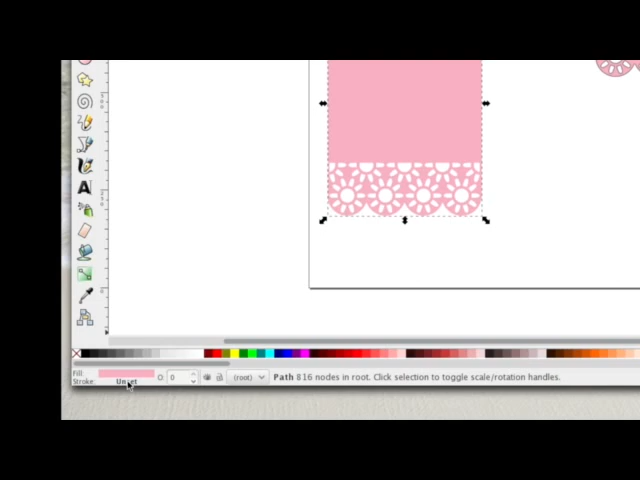 A
Fill:
Stroke:
Unset
O:
0
(root)
Path 816 nodes in root. Click selection to toggle scale/rotation handles.